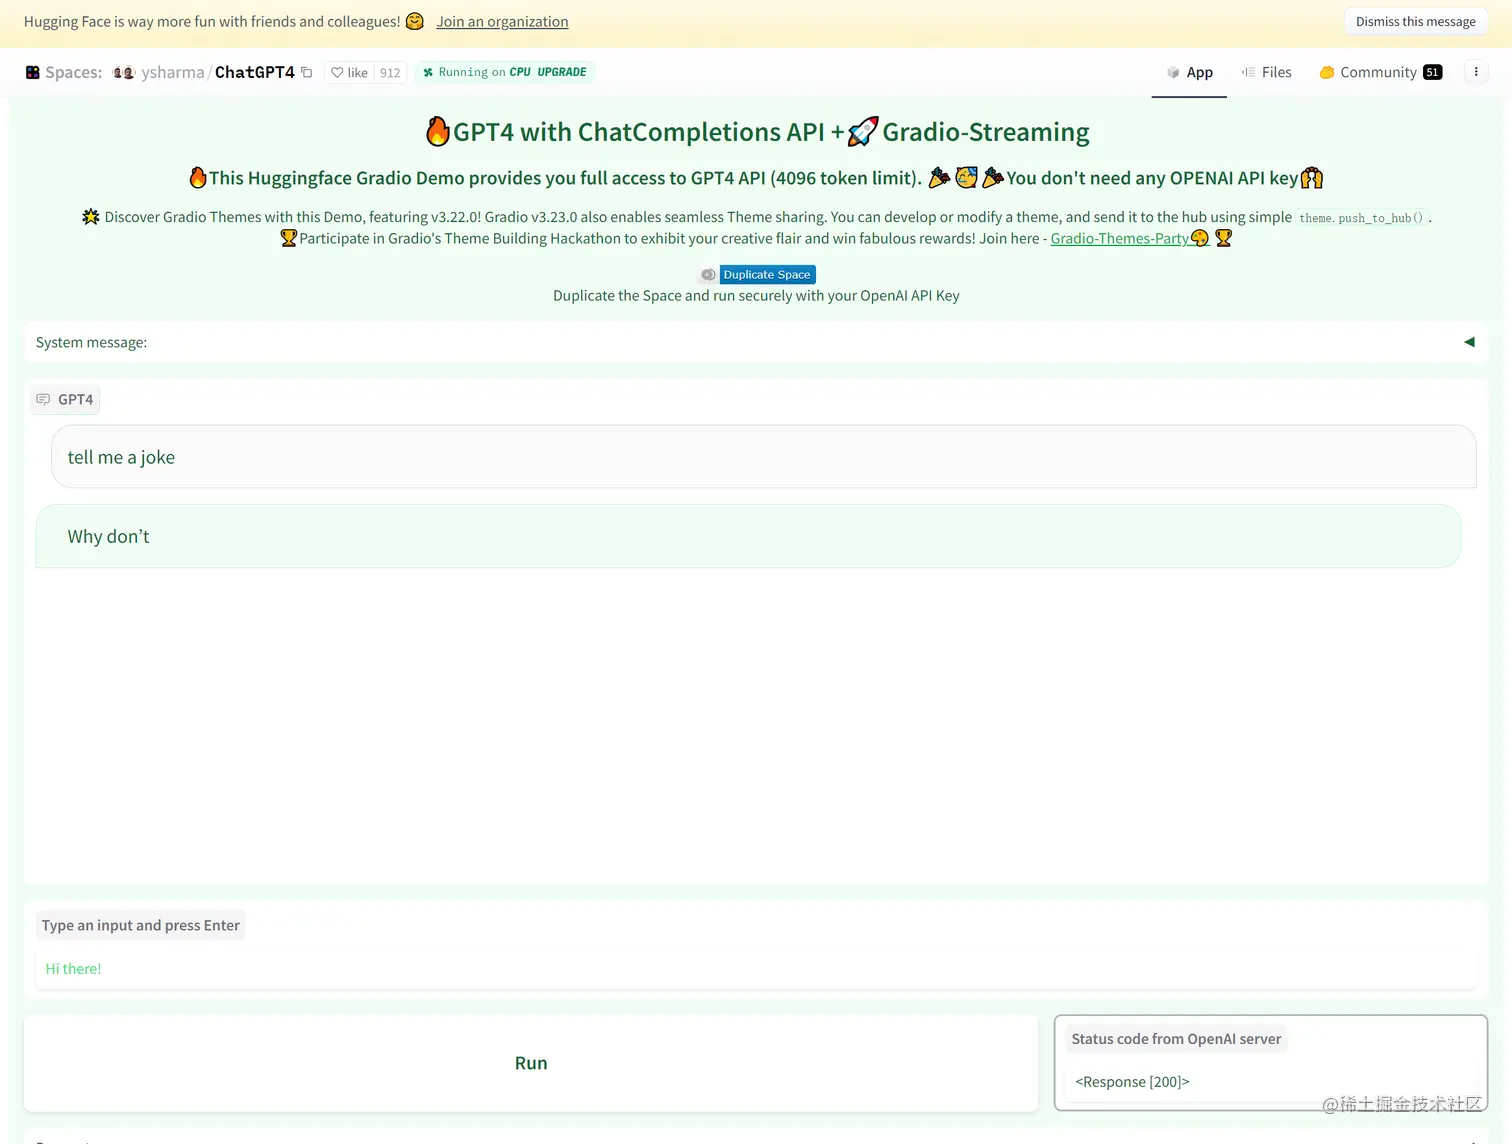 Hugging Face is way more fun with friends and colleagues! 🤗 Join an organization
Dismiss this message
Spaces: ysharma/ChatGPT4 like 912 Running on CPU UPGRADE
App Files Community 51
🔥GPT4 with ChatCompletions API +🚀Gradio-Streaming
🔥This Huggingface Gradio Demo provides you full access to GPT4 API (4096 token limit). 🎉🥳🎉You don't need any OPENAI API key🙌
🌟 Discover Gradio Themes with this Demo, featuring v3.22.0! Gradio v3.23.0 also enables seamless Theme sharing. You can develop or modify a theme, and send it to the hub using simple theme.push_to_hub().
🏆Participate in Gradio's Theme Building Hackathon to exhibit your creative flair and win fabulous rewards! Join here - Gradio-Themes-Party🎨 🏆
Duplicate Space
Duplicate the Space and run securely with your OpenAI API Key
System message:
GPT4
tell me a joke
Why don’t
Type an input and press Enter
Hi there!
Run
Status code from OpenAI server
<Response [200]>
@稀土掘金技术社区